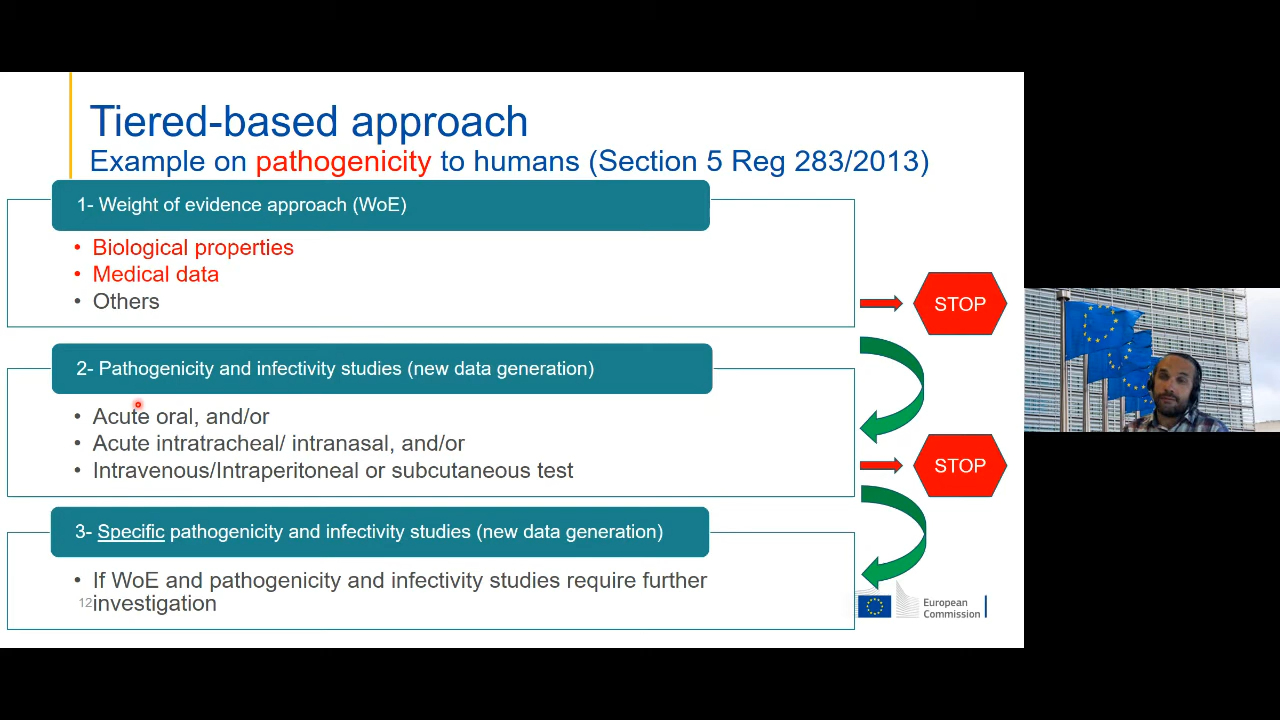 Tiered-based approach
Example on pathogenicity to humans (Section 5 Reg 283/2013)
1- Weight of evidence approach (WoE)
• Biological properties
• Medical data
• Others
STOP
2- Pathogenicity and infectivity studies (new data generation)
• Acute oral, and/or
• Acute intratracheal/ intranasal, and/or
• Intravenous/Intraperitoneal or subcutaneous test
STOP
3- Specific pathogenicity and infectivity studies (new data generation)
• If WoE and pathogenicity and infectivity studies require further
investigation
12
European
Commission